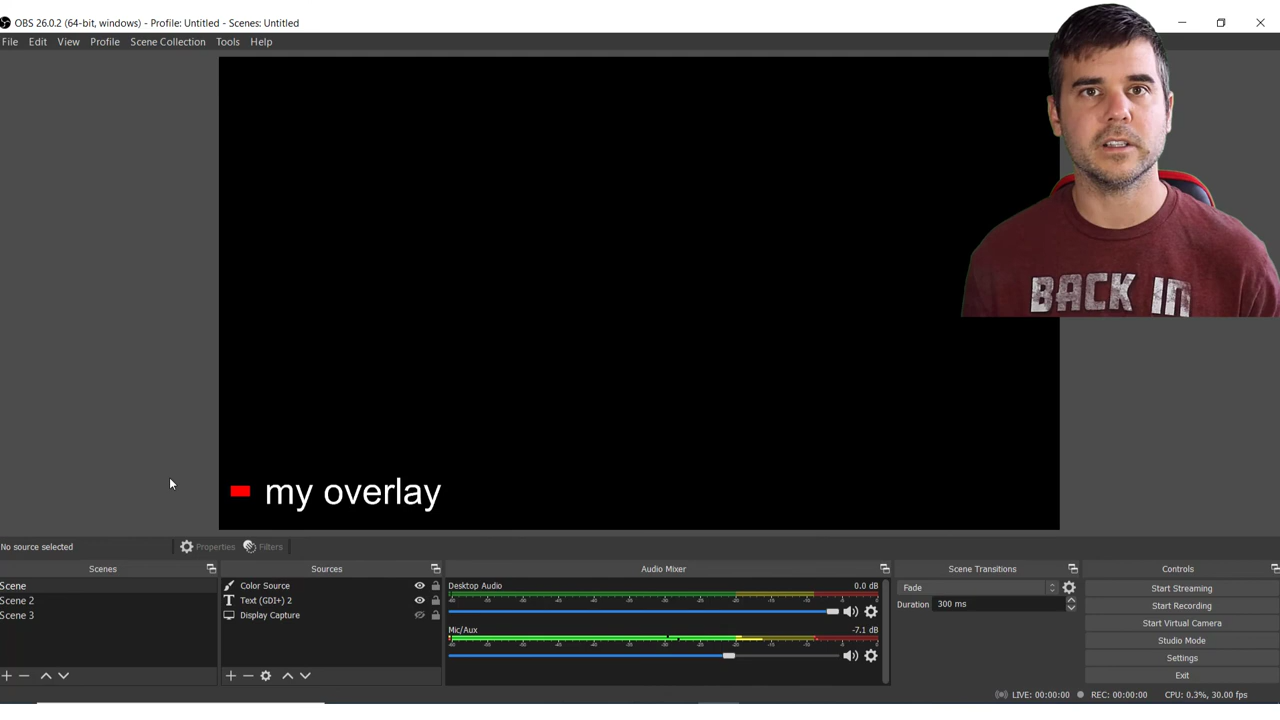 OBS 26.0.2 (64-bit, windows) - Profile: Untitled - Scenes: Untitled
File Edit View Profile Scene Collection Tools Help
BACK IN
my overlay
No source selected Properties Filters
Scenes
Scene
Scene 2
Scene 3
Sources
Color Source
Text (GDI+) 2
Display Capture
Audio Mixer
Desktop Audio 0.0 dB
Mic/Aux -7.1 dB
Scene Transitions
Fade
Duration 300 ms
Controls
Start Streaming
Start Recording
Start Virtual Camera
Studio Mode
Settings
Exit
LIVE: 00:00:00 REC: 00:00:00 CPU: 0.3%, 30.00 fps